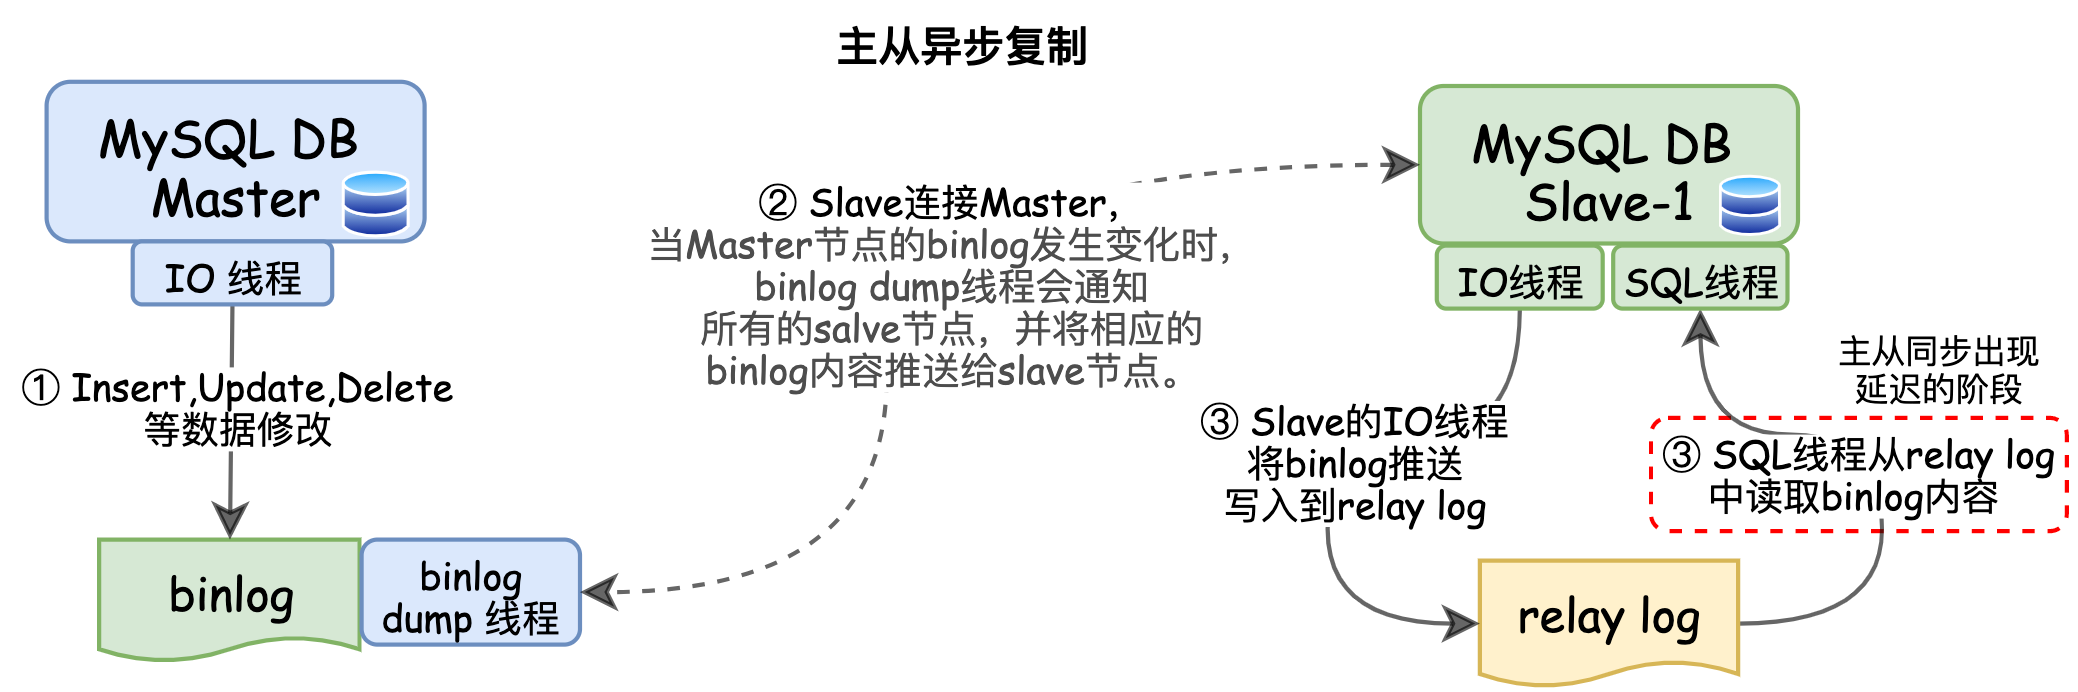 主从异步复制
MySQL DB
Master
IO 线程
① Insert,Update,Delete
等数据修改
binlog
binlog
dump 线程
② Slave连接Master,
当Master节点的binlog发生变化时,
binlog dump线程会通知
所有的salve节点，并将相应的
binlog内容推送给slave节点。
MySQL DB
Slave-1
IO线程
SQL线程
③ Slave的IO线程
将binlog推送
写入到relay log
主从同步出现
延迟的阶段
③ SQL线程从relay log
中读取binlog内容
relay log